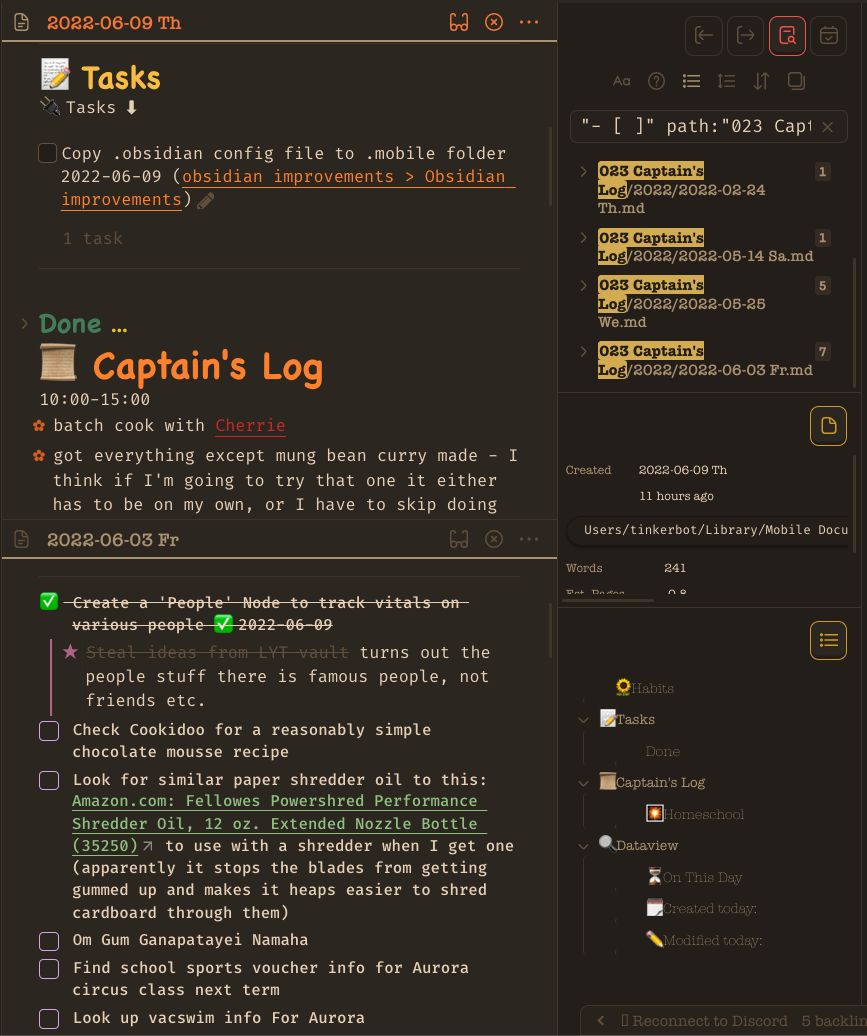 2022-06-09 Th
📝 Tasks
🔌 Tasks ⬇
Copy .obsidian config file to .mobile folder
2022-06-09 (obsidian improvements > Obsidian
improvements)
1 task
Done …
📜 Captain's Log
10:00-15:00
batch cook with Cherrie
got everything except mung bean curry made - I
think if I'm going to try that one it either
has to be on my own, or I have to skip doing
2022-06-03 Fr
✅ Create a 'People' Node to track vitals on
various people ✅ 2022-06-09
★ Steal ideas from LYT vault turns out the
people stuff there is famous people, not
friends etc.
Check Cookidoo for a reasonably simple
chocolate mousse recipe
Look for similar paper shredder oil to this:
Amazon.com: Fellowes Powershred Performance
Shredder Oil, 12 oz. Extended Nozzle Bottle
(35250) to use with a shredder when I get one
(apparently it stops the blades from getting
gummed up and makes it heaps easier to shred
cardboard through them)
Om Gum Ganapatayei Namaha
Find school sports voucher info for Aurora
circus class next term
Look up vacswim info For Aurora
Aa
"- [ ]" path:"023 Capt
023 Captain's 1
Log/2022/2022-02-24
Th.md
023 Captain's 1
Log/2022/2022-05-14 Sa.md
023 Captain's 5
Log/2022/2022-05-25
We.md
023 Captain's 7
Log/2022/2022-06-03 Fr.md
Created 2022-06-09 Th
11 hours ago
Users/tinkerbot/Library/Mobile Docu
Words 241
Est. Pages 0.8
🌻Habits
📝Tasks
Done
📜Captain's Log
🎇Homeschool
🔍Dataview
⏳On This Day
🗓Created today:
✏️Modified today:
Reconnect to Discord 5 backlin